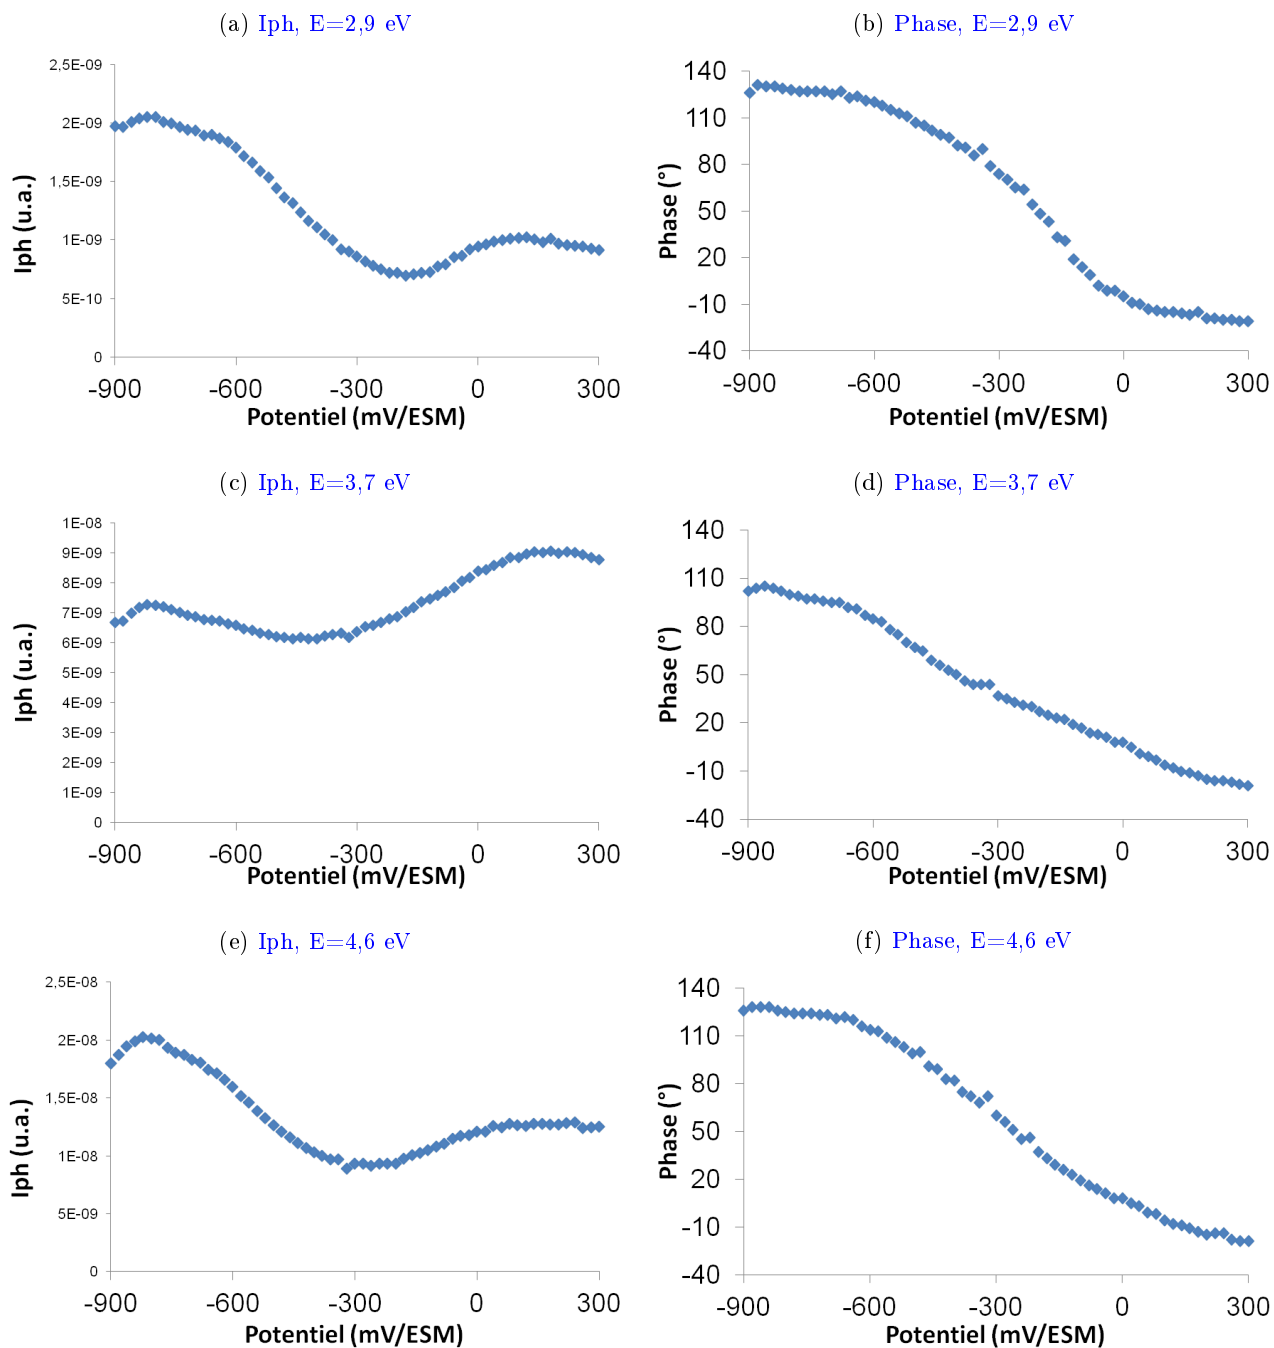 (a) Iph, E=2,9 eV
2,5E-09
2E-09
1,5E-09
1E-09
5E-10
0
Iph (u.a.)
-900 -600 -300 0 300
Potentiel (mV/ESM)
(b) Phase, E=2,9 eV
140
110
80
50
20
-10
-40
Phase (°)
-900 -600 -300 0 300
Potentiel (mV/ESM)
(c) Iph, E=3,7 eV
1E-08
9E-09
8E-09
7E-09
6E-09
5E-09
4E-09
3E-09
2E-09
1E-09
0
Iph (u.a.)
-900 -600 -300 0 300
Potentiel (mV/ESM)
(d) Phase, E=3,7 eV
140
110
80
50
20
-10
-40
Phase (°)
-900 -600 -300 0 300
Potentiel (mV/ESM)
(e) Iph, E=4,6 eV
2,5E-08
2E-08
1,5E-08
1E-08
5E-09
0
Iph (u.a.)
-900 -600 -300 0 300
Potentiel (mV/ESM)
(f) Phase, E=4,6 eV
140
110
80
50
20
-10
-40
Phase (°)
-900 -600 -300 0 300
Potentiel (mV/ESM)